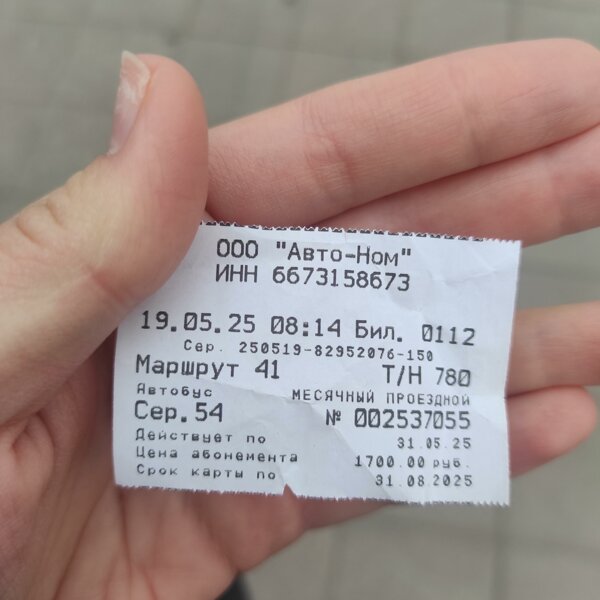 ООО "Авто-Ном"
ИНН 6673158673
19.05.25 08:14 Бил. 0112
Сер. 250519-82952076-150
Маршрут 41 Т/Н 780
Автобус МЕСЯЧНЫЙ ПРОЕЗДНОЙ
Сер.54 № 002537055
Действует по 31.05.25
Цена абонемента 1700.00 руб.
Срок карты по 31.08.2025